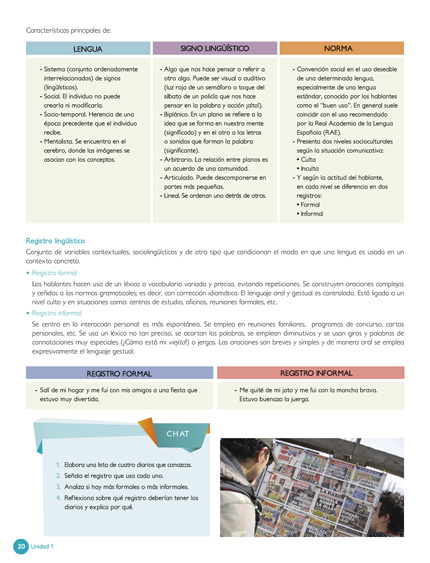 Características principales de:
LENGUA
- Sistema (conjunto ordenadamente
interrelacionados) de signos
(lingüísticos).
- Social. El individuo no puede
crearla ni modificarla.
- Socio-temporal. Herencia de una
época precedente que el individuo
recibe.
- Mentalista. Se encuentra en el
cerebro, donde las imágenes se
asocian con los conceptos.
SIGNO LINGÜÍSTICO
- Algo que nos hace pensar o referir a
otra algo. Puede ser visual o auditivo
(luz roja de un semáforo o toque del
silbato de un policía que nos hace
pensar en la palabra y acción ¡alto!).
- Biplánico. En un plano se refiere a la
idea que se forma en nuestra mente
(significado) y en el otro a las letras
o sonidos que forman la palabra
(significante).
- Arbitrario. La relación entre planos es
un acuerdo de una comunidad.
- Articulado. Puede descomponerse en
partes más pequeñas.
- Lineal. Se ordenan uno detrás de otros.
NORMA
- Convención social en el uso deseable
de una determinada lengua,
especialmente de una lengua
estándar, conocido por los hablantes
como el "buen uso". En general suele
coincidir con el uso recomendado
por la Real Academia de la Lengua
Española (RAE).
- Presenta dos niveles socioculturales
según la situación comunicativa:
• Culta
• Inculta
- Y según la actitud del hablante,
en cada nivel se diferencia en dos
registros:
• Formal
• Informal
Registro lingüístico
Conjunto de variables contextuales, sociolingüísticas y de otro tipo que condicionan el modo en que una lengua es usada en un
contexto concreto.
• Registro formal
Los hablantes hacen uso de un léxico o vocabulario variado y preciso, evitando repeticiones. Se construyen oraciones complejas
y ceñidas a las normas gramaticales; es decir, con corrección idiomática. El lenguaje oral y gestual es controlado. Está ligado a un
nivel culto y en situaciones como: centros de estudio, oficinas, reuniones formales, etc.
• Registro informal
Se centra en la interacción personal: es más espontánea. Se emplea en reuniones familiares, programas de concurso, cartas
personales, etc. Se usa un léxico no tan preciso, se acortan las palabras, se emplean diminutivos y se usan giros y palabras de
connotaciones muy especiales (¿Cómo está mi viejita?) o jergas. Las oraciones son breves y simples y de manera oral se emplea
expresivamente el lenguaje gestual.
REGISTRO FORMAL
- Salí de mi hogar y me fui con mis amigos a una fiesta que
estuvo muy divertida.
REGISTRO INFORMAL
- Me quité de mi jato y me fui con la mancha brava.
Estuvo buenaza la juerga.
CHAT
1. Elabora una lista de cuatro diarios que conozcas.
2. Señala el registro que usa cada uno.
3. Analiza si hay más formales o más informales.
4. Reflexiona sobre qué registro deberían tener los
diarios y explica por qué.
20 Unidad 1